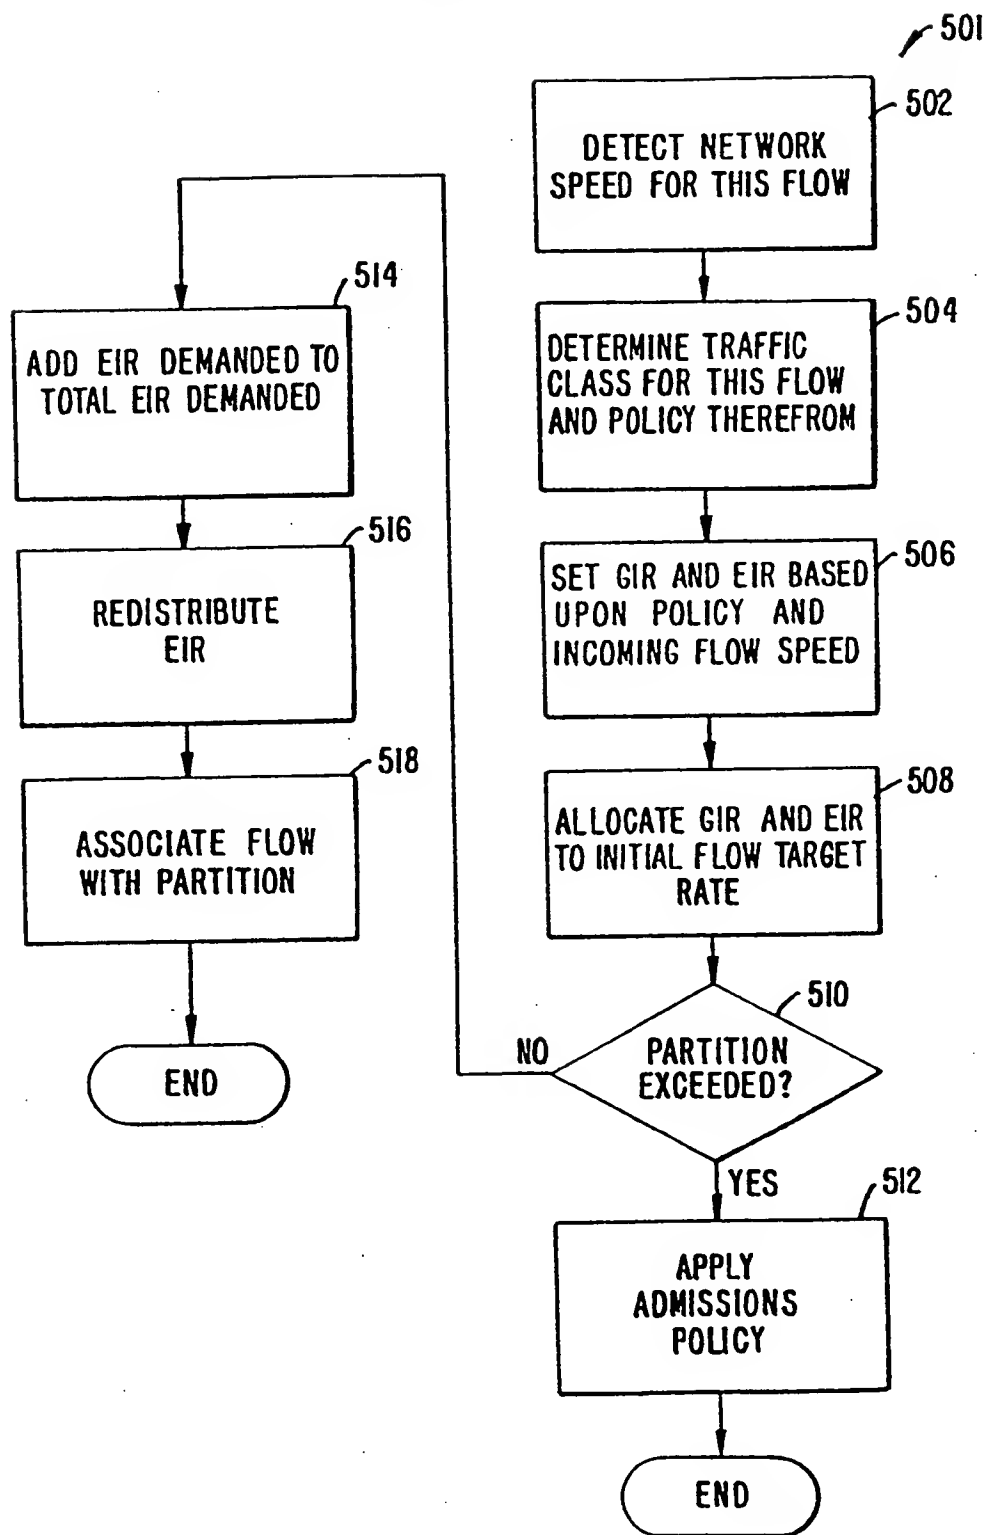 501
502
DETECT NETWORK
SPEED FOR THIS FLOW
504
DETERMINE TRAFFIC
CLASS FOR THIS FLOW
AND POLICY THEREFROM
506
SET GIR AND EIR BASED
UPON POLICY AND
INCOMING FLOW SPEED
508
ALLOCATE GIR AND EIR
TO INITIAL FLOW TARGET
RATE
510
PARTITION
EXCEEDED?
NO
YES
512
APPLY
ADMISSIONS
POLICY
END
514
ADD EIR DEMANDED TO
TOTAL EIR DEMANDED
516
REDISTRIBUTE
EIR
518
ASSOCIATE FLOW
WITH PARTITION
END